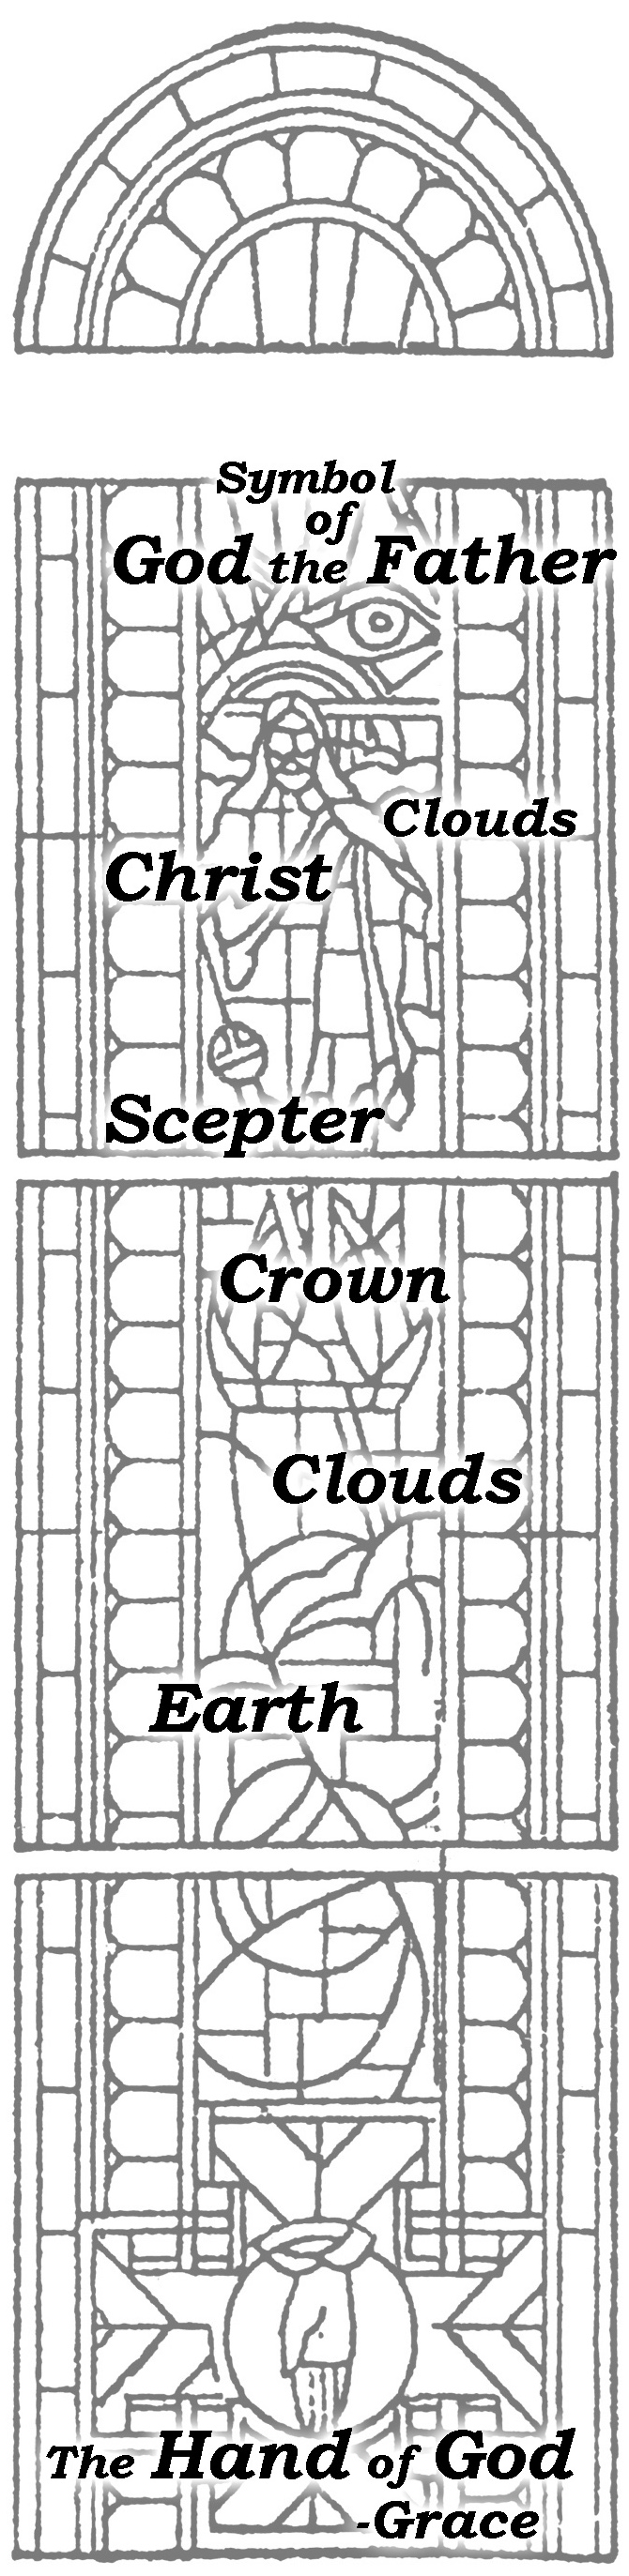 Symbol
of
God the Father
Clouds
Christ
Scepter
Crown
Clouds
Earth
The Hand of God
-Grace